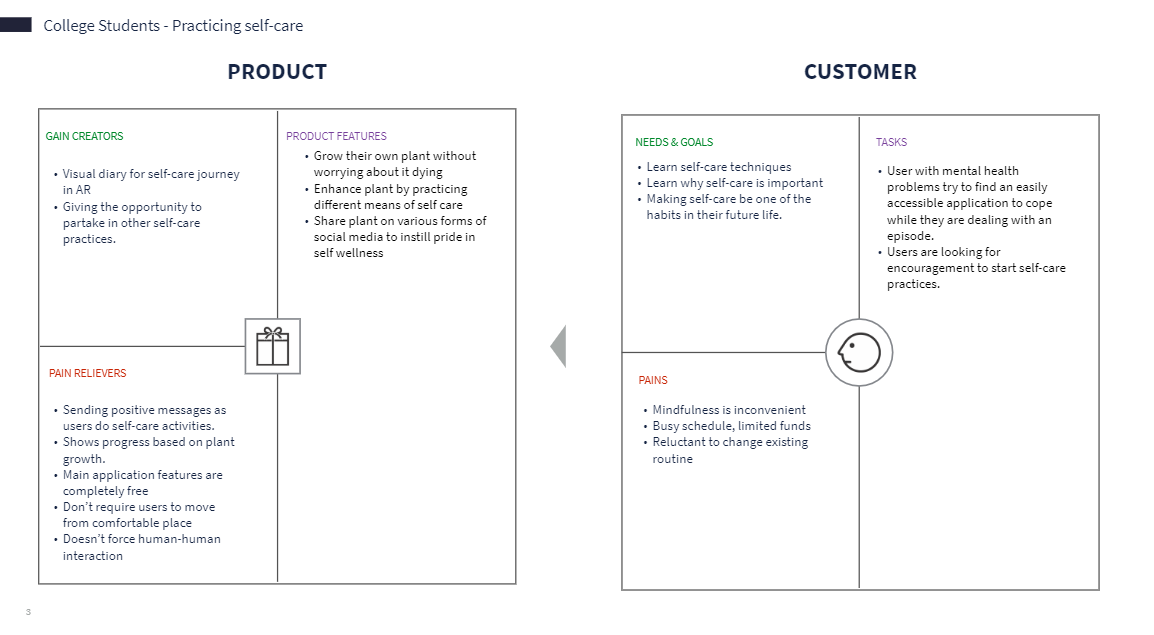 College Students - Practicing self-care
PRODUCT
GAIN CREATORS
• Visual diary for self-care journey
in AR
• Giving the opportunity to
partake in other self-care
practices.
PRODUCT FEATURES
• Grow their own plant without
worrying about it dying
• Enhance plant by practicing
different means of self care
• Share plant on various forms of
social media to instill pride in
self wellness
PAIN RELIEVERS
• Sending positive messages as
users do self-care activities.
• Shows progress based on plant
growth.
• Main application features are
completely free
• Don't require users to move
from comfortable place
• Doesn't force human-human
interaction
CUSTOMER
NEEDS & GOALS
• Learn self-care techniques
• Learn why self-care is important
• Making self-care be one of the
habits in their future life.
TASKS
• User with mental health
problems try to find an easily
accessible application to cope
while they are dealing with an
episode.
• Users are looking for
encouragement to start self-care
practices.
PAINS
• Mindfulness is inconvenient
• Busy schedule, limited funds
• Reluctant to change existing
routine
3